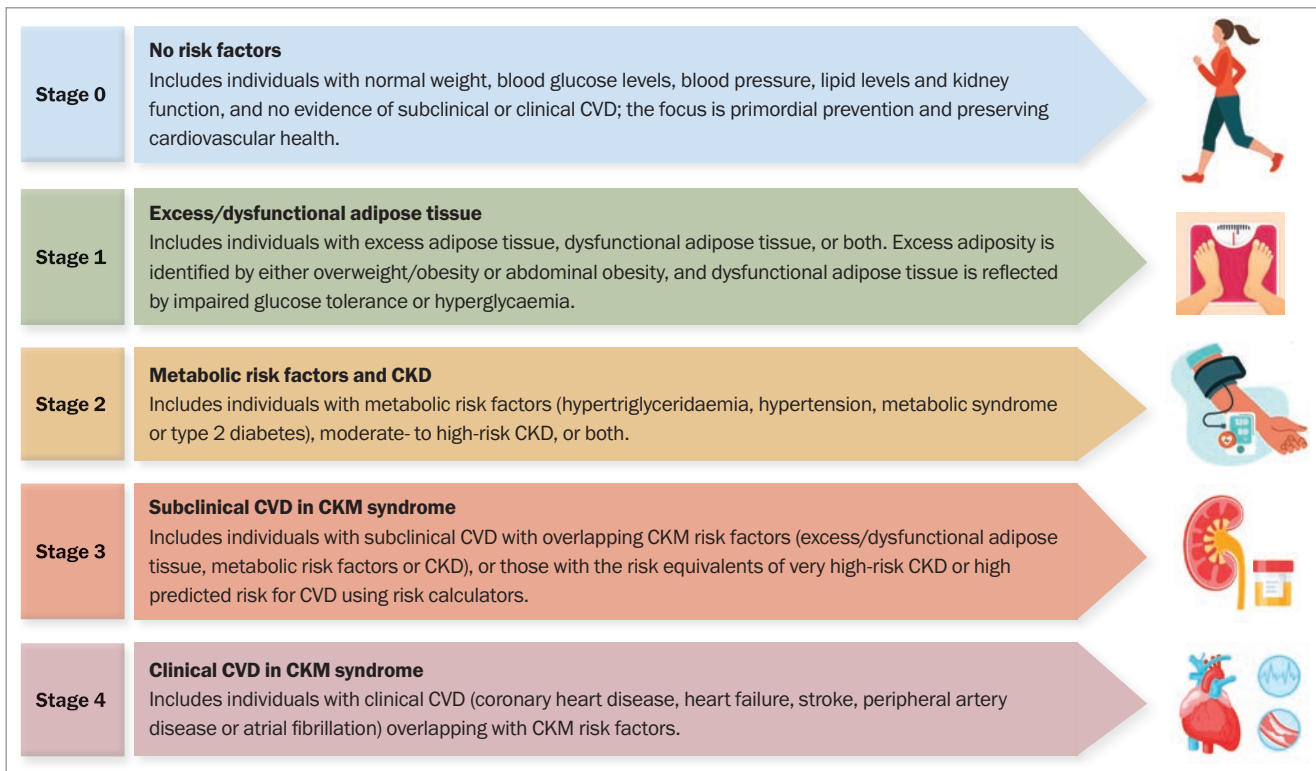 Stage 0
No risk factors
Includes individuals with normal weight, blood glucose levels, blood pressure, lipid levels and kidney
function, and no evidence of subclinical or clinical CVD; the focus is primordial prevention and preserving
cardiovascular health.
Stage 1
Excess/dysfunctional adipose tissue
Includes individuals with excess adipose tissue, dysfunctional adipose tissue, or both. Excess adiposity is
identified by either overweight/obesity or abdominal obesity, and dysfunctional adipose tissue is reflected
by impaired glucose tolerance or hyperglycaemia.
Stage 2
Metabolic risk factors and CKD
Includes individuals with metabolic risk factors (hypertriglyceridaemia, hypertension, metabolic syndrome
or type 2 diabetes), moderate- to high-risk CKD, or both.
120
80
Stage 3
Subclinical CVD in CKM syndrome
Includes individuals with subclinical CVD with overlapping CKM risk factors (excess/dysfunctional adipose
tissue, metabolic risk factors or CKD), or those with the risk equivalents of very high-risk CKD or high
predicted risk for CVD using risk calculators.
Stage 4
Clinical CVD in CKM syndrome
Includes individuals with clinical CVD (coronary heart disease, heart failure, stroke, peripheral artery
disease or atrial fibrillation) overlapping with CKM risk factors.